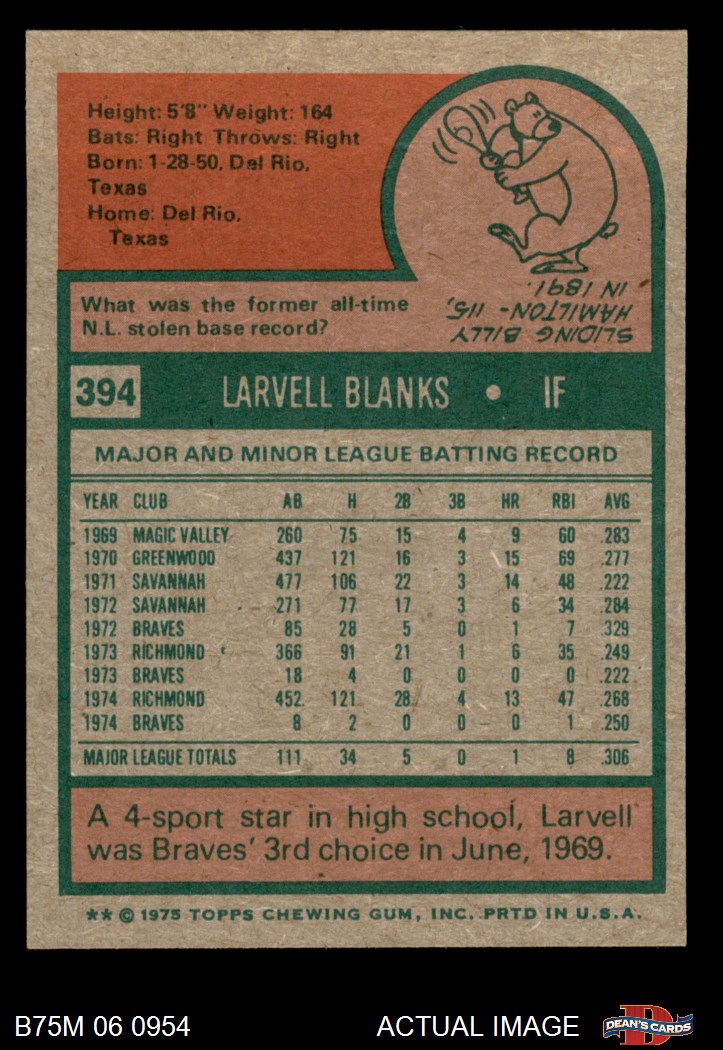 Height: 5'8" Weight: 164
Bats: Right Throws: Right
Born: 1-28-50, Del Rio,
Texas
Home: Del Rio,
Texas
What was the former all-time
N.L. stolen base record?
SLIDING BILLY
HAMILTON - 115,
IN 1891.
394 LARVELL BLANKS • IF
MAJOR AND MINOR LEAGUE BATTING RECORD
YEAR CLUB AB H 2B 3B HR RBI AVG
1969 MAGIC VALLEY 260 75 15 4 9 60 .283
1970 GREENWOOD 437 121 16 3 15 69 .277
1971 SAVANNAH 477 106 22 3 14 48 .222
1972 SAVANNAH 271 77 17 3 6 34 .284
1972 BRAVES 85 28 5 0 1 7 .329
1973 RICHMOND 366 91 21 1 6 35 .249
1973 BRAVES 18 4 0 0 0 0 .222
1974 RICHMOND 452 121 28 4 13 47 .268
1974 BRAVES 8 2 0 0 0 1 .250
MAJOR LEAGUE TOTALS 111 34 5 0 1 8 .306
A 4-sport star in high school, Larvell
was Braves' 3rd choice in June, 1969.
** © 1975 TOPPS CHEWING GUM, INC. PRTD IN U.S.A.
B75M 06 0954 ACTUAL IMAGE D DEAN'S CARDS